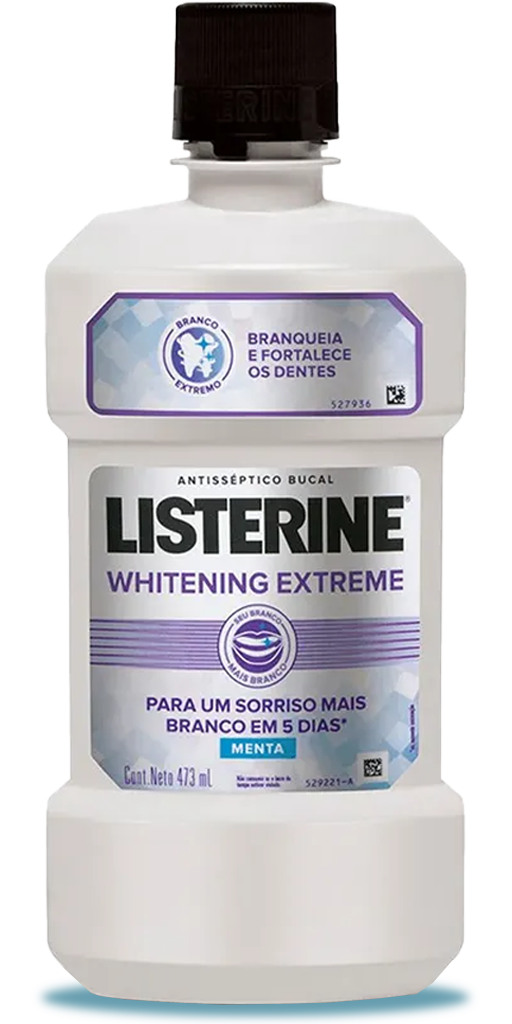 LISTERINE
BRANCO
EXTREMO
BRANQUEIA
E FORTALECE
OS DENTES
527936
ANTISSÉPTICO BUCAL
LISTERINE®
WHITENING EXTREME
SEU BRANCO
MAIS BRANCO
PARA UM SORRISO MAIS
BRANCO EM 5 DIAS*
MENTA
Cont.Neto 473 mL
529221-A